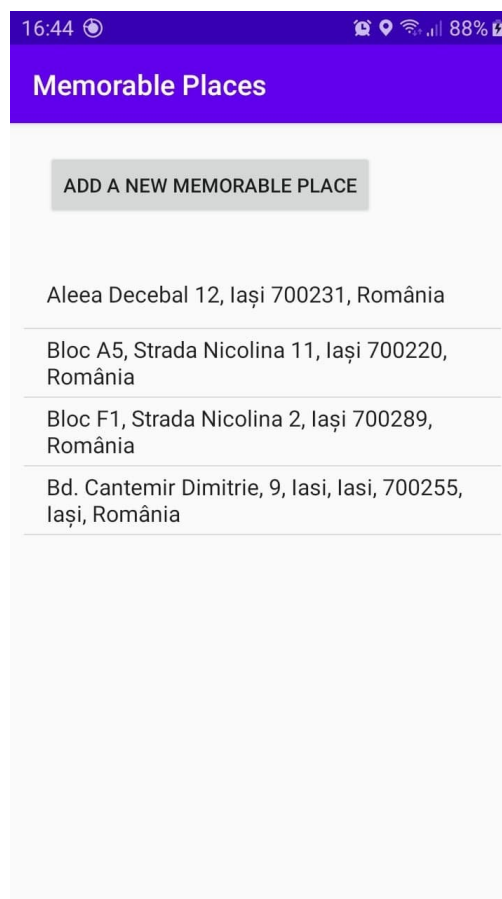 16:44 88%
Memorable Places
ADD A NEW MEMORABLE PLACE
Aleea Decebal 12, Iași 700231, România
Bloc A5, Strada Nicolina 11, Iași 700220,
România
Bloc F1, Strada Nicolina 2, Iași 700289,
România
Bd. Cantemir Dimitrie, 9, Iasi, Iasi, 700255,
Iași, România